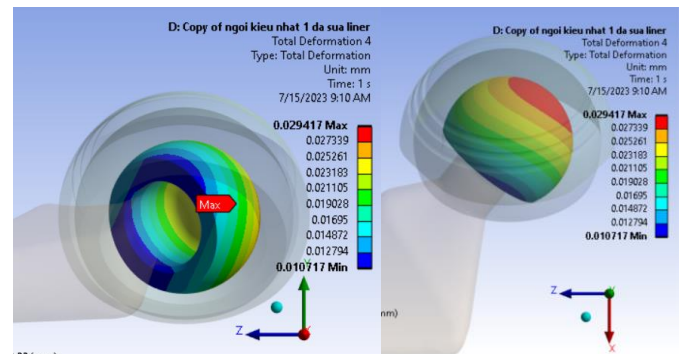 D: Copy of ngoi kieu nhat 1 da sua liner
Total Deformation 4
Type: Total Deformation
Unit: mm
Time: 1 s
7/15/2023 9:10 AM
0.029417 Max
0.027339
0.025261
0.023183
0.021105
0.019028
0.01695
0.014872
0.012794
0.010717 Min
Max
Y
Z
X
D: Copy of ngoi kieu nhat 1 da sua liner
Total Deformation 4
Type: Total Deformation
Unit: mm
Time: 1 s
7/15/2023 9:10 AM
0.029417 Max
0.027339
0.025261
0.023183
0.021105
0.019028
0.01695
0.014872
0.012794
0.010717 Min
mm)
Z
X